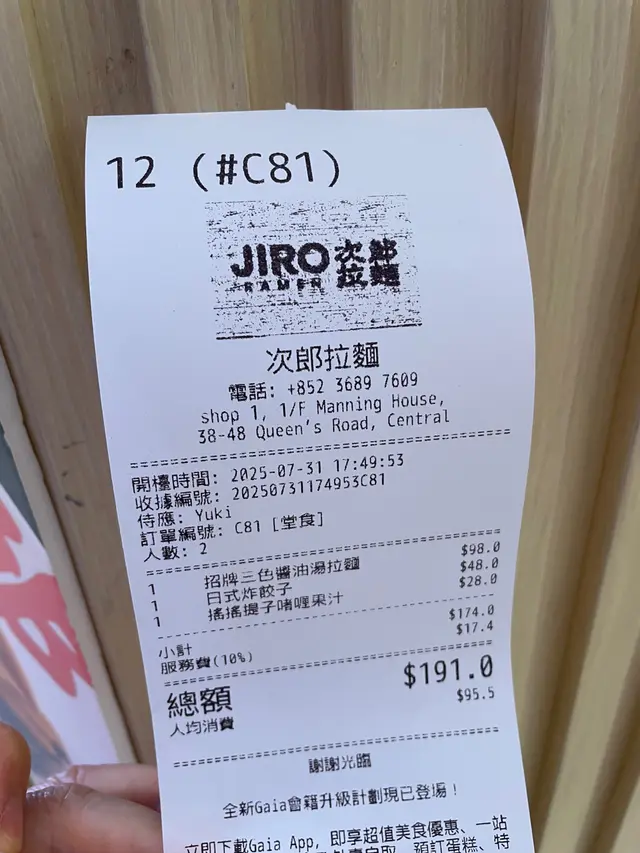 12 (#C81)
JIRO 次郎
RAMEN 拉麵
次郎拉麵
電話: +852 3689 7609
shop 1, 1/F Manning House,
38-48 Queen's Road, Central
開檯時間: 2025-07-31 17:49:53
收據編號: 20250731174953C81
侍應: Yuki
訂單編號: C81 [堂食]
人數: 2
1 招牌三色醬油湯拉麵 $98.0
1 日式炸餃子 $48.0
1 搖搖提子啫喱果汁 $28.0
小計 $174.0
服務費(10%) $17.4
總額 $191.0
人均消費 $95.5
謝謝光臨
全新Gaia會籍升級計劃現已登場！
立即下載Gaia App, 即享超值美食優惠、一站
預訂蛋糕、特